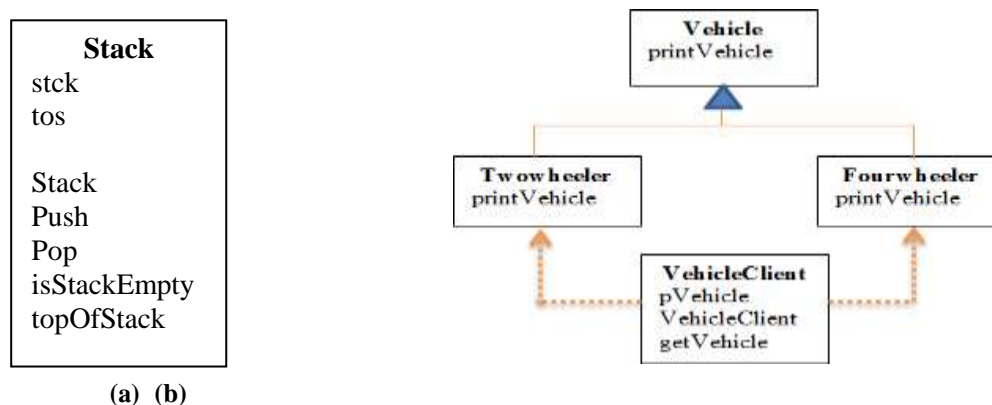 Stack
stck
tos
Stack
Push
Pop
isStackEmpty
topOfStack
Vehicle
printVehicle
Twowheeler
printVehicle
Fourwheeler
printVehicle
VehicleClient
pVehicle
VehicleClient
getVehicle
(a) (b)